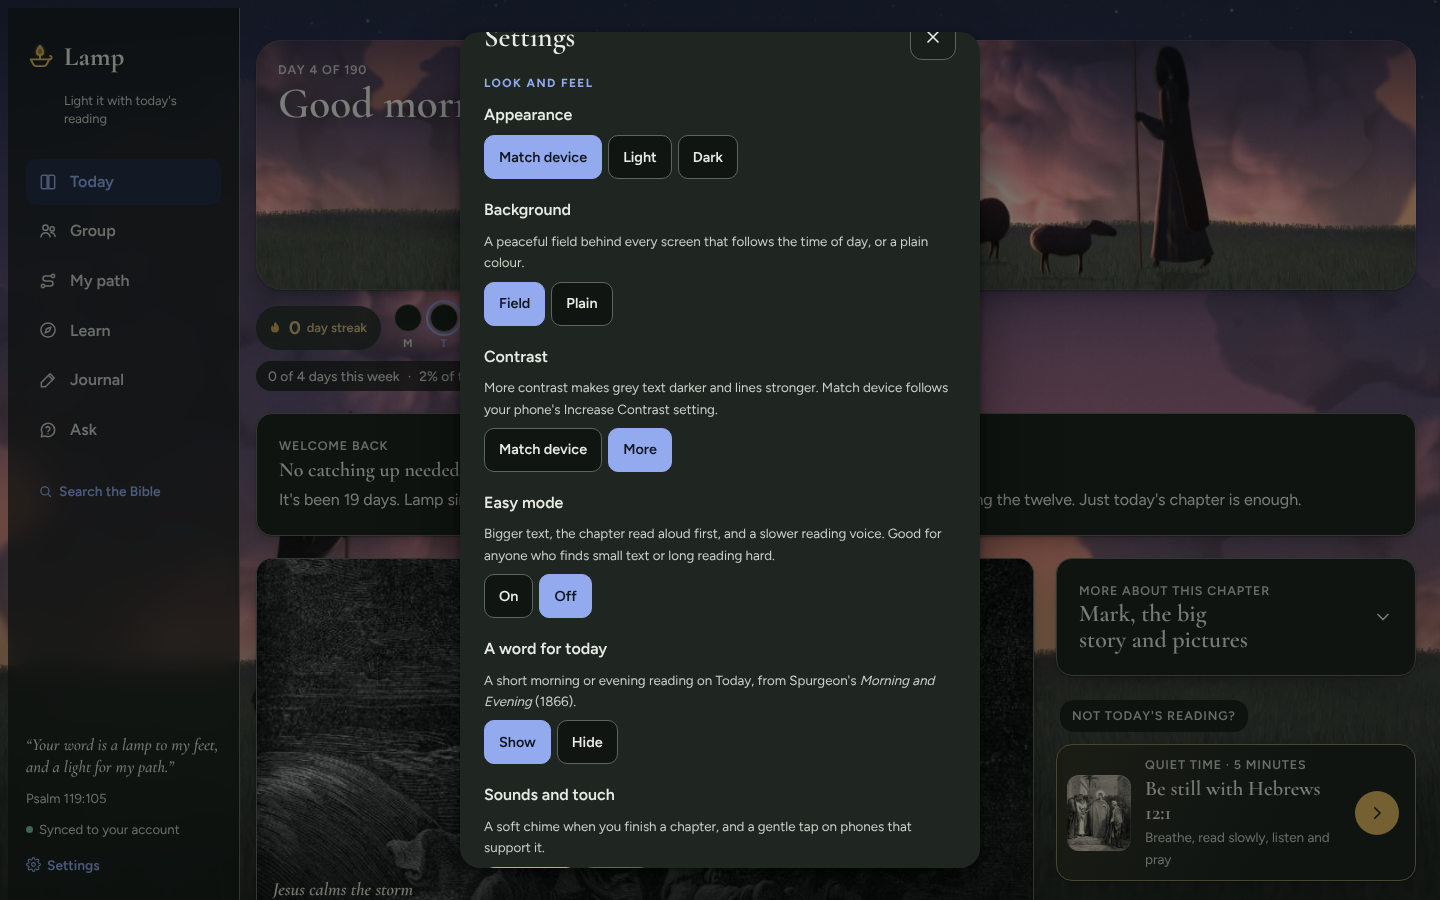 Lamp
Light it with today's
reading
Today
Group
My path
Learn
Journal
Ask
Search the Bible
“Your word is a lamp to my feet,
and a light for my path.”
Psalm 119:105
Synced to your account
Settings
DAY 4 OF 190
Good morn
0 day streak
M
T
0 of 4 days this week · 2% of
WELCOME BACK
No catching up needed
It's been 19 days. Lamp
ng the twelve. Just today's chapter is enough.
Jesus calms the storm
MORE ABOUT THIS CHAPTER
Mark, the big
story and pictures
NOT TODAY'S READING?
QUIET TIME · 5 MINUTES
Be still with Hebrews
12:1
Breathe, read slowly, listen and
pray
Settings
LOOK AND FEEL
Appearance
Match device
Light
Dark
Background
A peaceful field behind every screen that follows the time of day, or a plain
colour.
Field
Plain
Contrast
More contrast makes grey text darker and lines stronger. Match device follows
your phone's Increase Contrast setting.
Match device
More
Easy mode
Bigger text, the chapter read aloud first, and a slower reading voice. Good for
anyone who finds small text or long reading hard.
On
Off
A word for today
A short morning or evening reading on Today, from Spurgeon's Morning and
Evening (1866).
Show
Hide
Sounds and touch
A soft chime when you finish a chapter, and a gentle tap on phones that
support it.